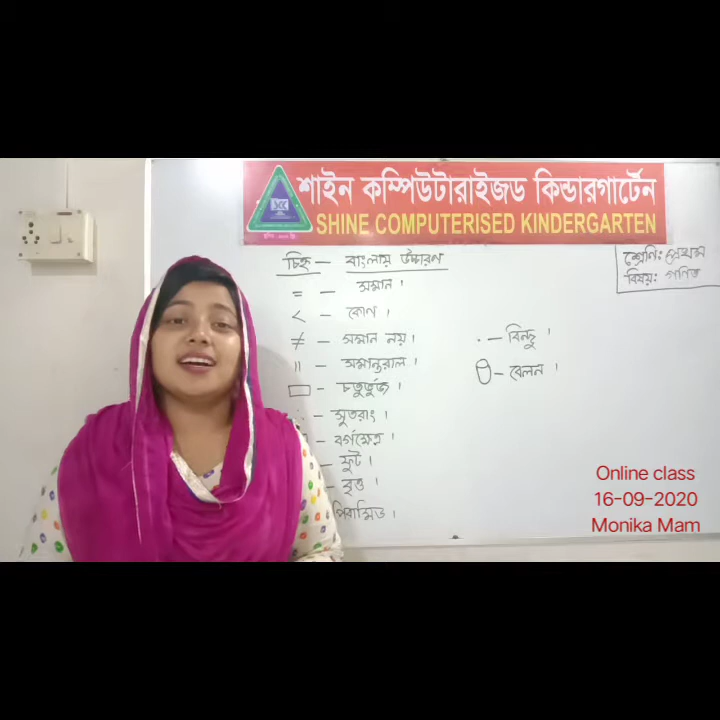 শাইন কম্পিউটারাইজড কিন্ডারগার্টেন
SHINE COMPUTERISED KINDERGARTEN
চিহ্ন — বাংলায় উচ্চারণ
= — সমান ।
< — কোণ ।
≠ — সমান নয় ।
॥ — সমান্তরাল ।
▭ — চতুর্ভুজ ।
∴ — সুতরাং ।
— বর্গক্ষেত্র ।
— ফুট ।
— বৃত্ত ।
পিরামিড ।
. — বিন্দু ।
— বেলন ।
শ্রেণি: প্রথম
বিষয়: গণিত
Online class
16-09-2020
Monika Mam